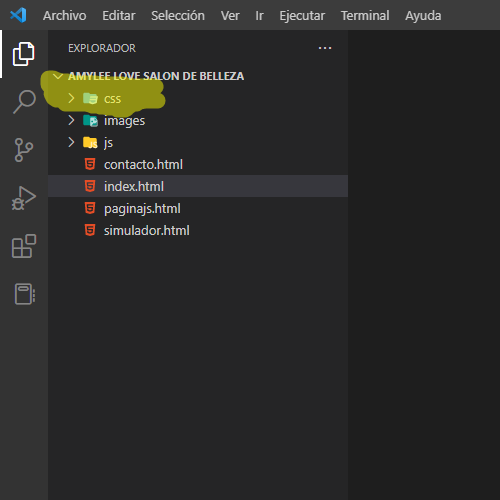 Archivo Editar Selección Ver Ir Ejecutar Terminal Ayuda
EXPLORADOR
AMYLEE LOVE SALON DE BELLEZA
css
images
js
contacto.html
index.html
paginajs.html
simulador.html